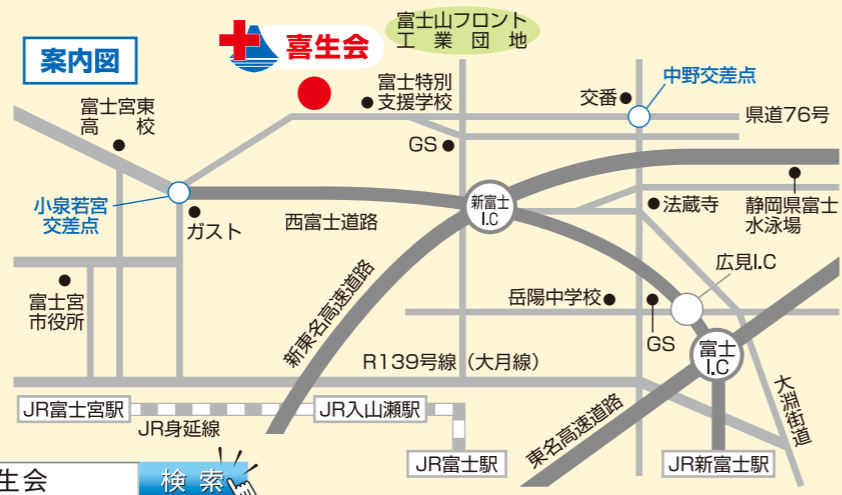 案内図
喜生会
富士山フロント
工業団地
富士宮東
高校
富士特別
支援学校
交番
中野交差点
県道76号
GS
小泉若宮
交差点
ガスト
西富士道路
新富士
I.C
法蔵寺
静岡県富士
水泳場
富士宮
市役所
新東名高速道路
岳陽中学校
GS
広見I.C
富士
I.C
R139号線（大月線）
大淵街道
JR富士宮駅
JR身延線
JR入山瀬駅
東名高速道路
JR富士駅
JR新富士駅
生会
検索